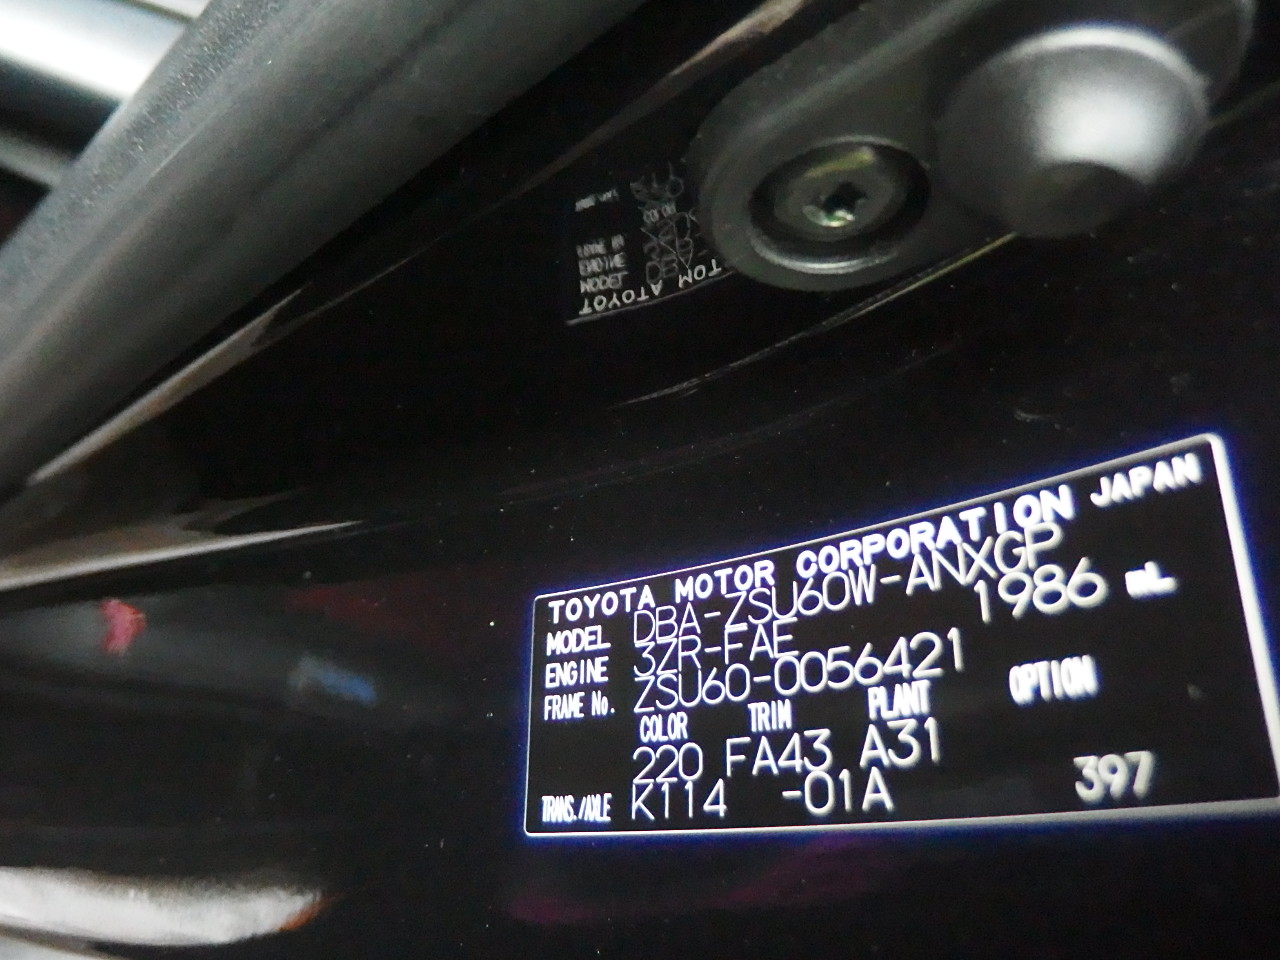 TOYOTA MOTOR CORPORATION JAPAN
MODEL DBA-ZSU60W-ANXGP
ENGINE 3ZR-FAE 1986 mL
FRAME No. ZSU60-0056421
COLOR TRIM PLANT OPTION
220 FA43 A31
TRANS./AXLE K114 -01A 397